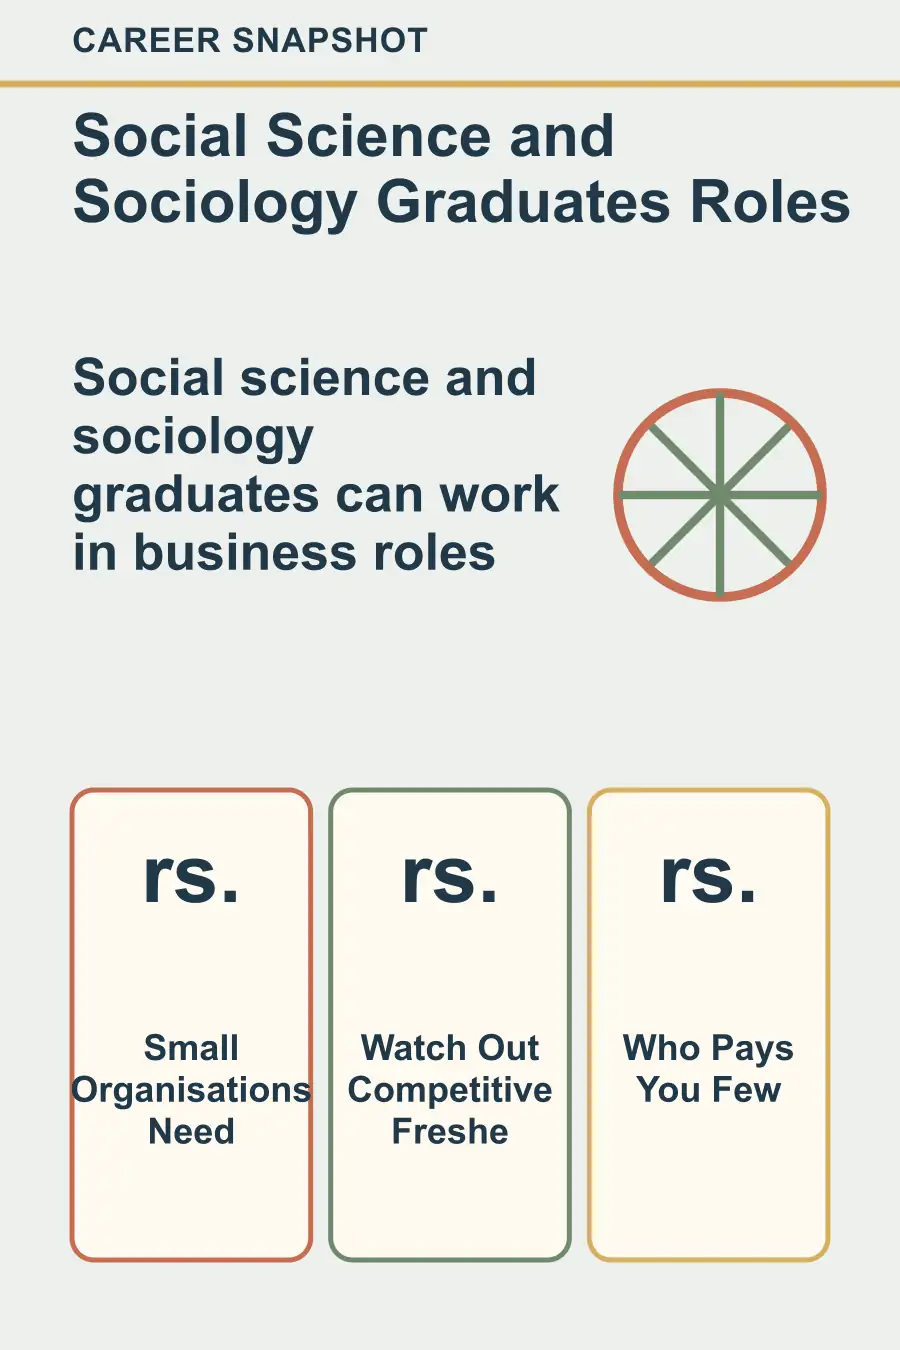 CAREER SNAPSHOT
Social Science and
Sociology Graduates Roles
Social science and
sociology
graduates can work
in business roles
rs.
Small
Organisations
Need
rs.
Watch Out
Competitive
Freshe
rs.
Who Pays
You Few